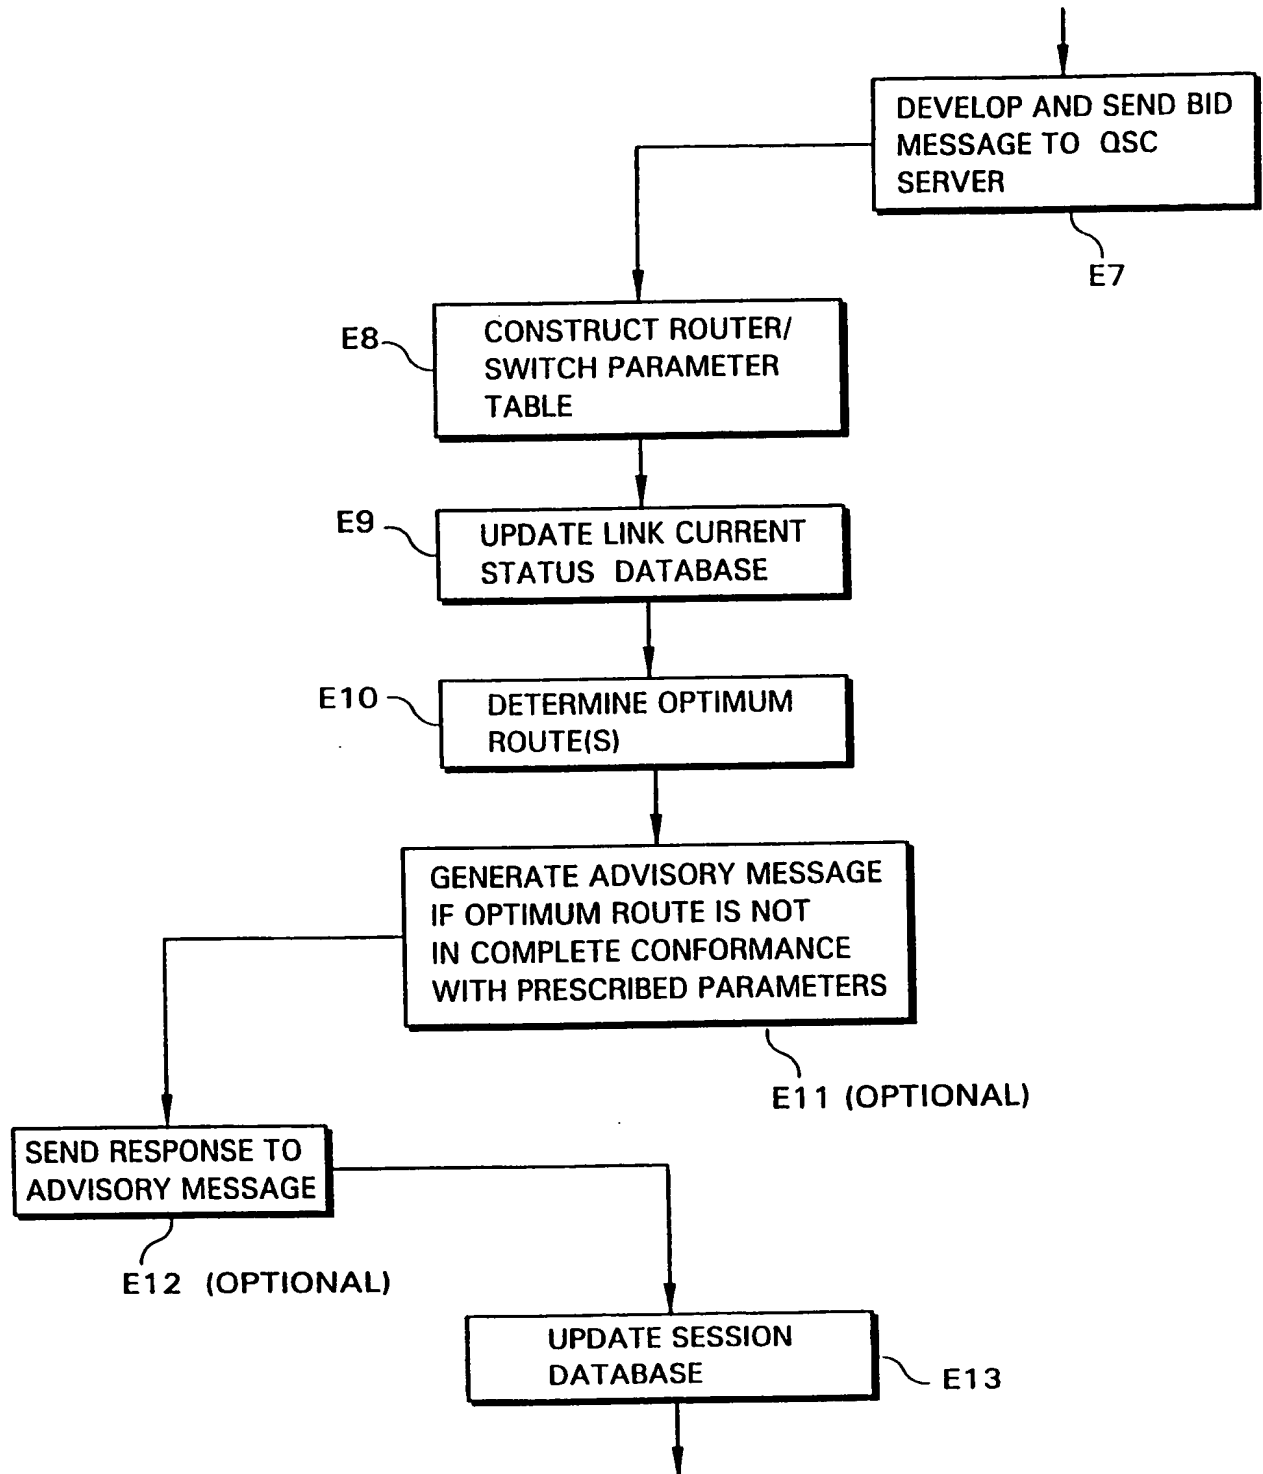 DEVELOP AND SEND BID
MESSAGE TO QSC
SERVER
E7
E8
CONSTRUCT ROUTER/
SWITCH PARAMETER
TABLE
E9
UPDATE LINK CURRENT
STATUS DATABASE
E10
DETERMINE OPTIMUM
ROUTE(S)
GENERATE ADVISORY MESSAGE
IF OPTIMUM ROUTE IS NOT
IN COMPLETE CONFORMANCE
WITH PRESCRIBED PARAMETERS
E11 (OPTIONAL)
SEND RESPONSE TO
ADVISORY MESSAGE
E12 (OPTIONAL)
UPDATE SESSION
DATABASE
E13